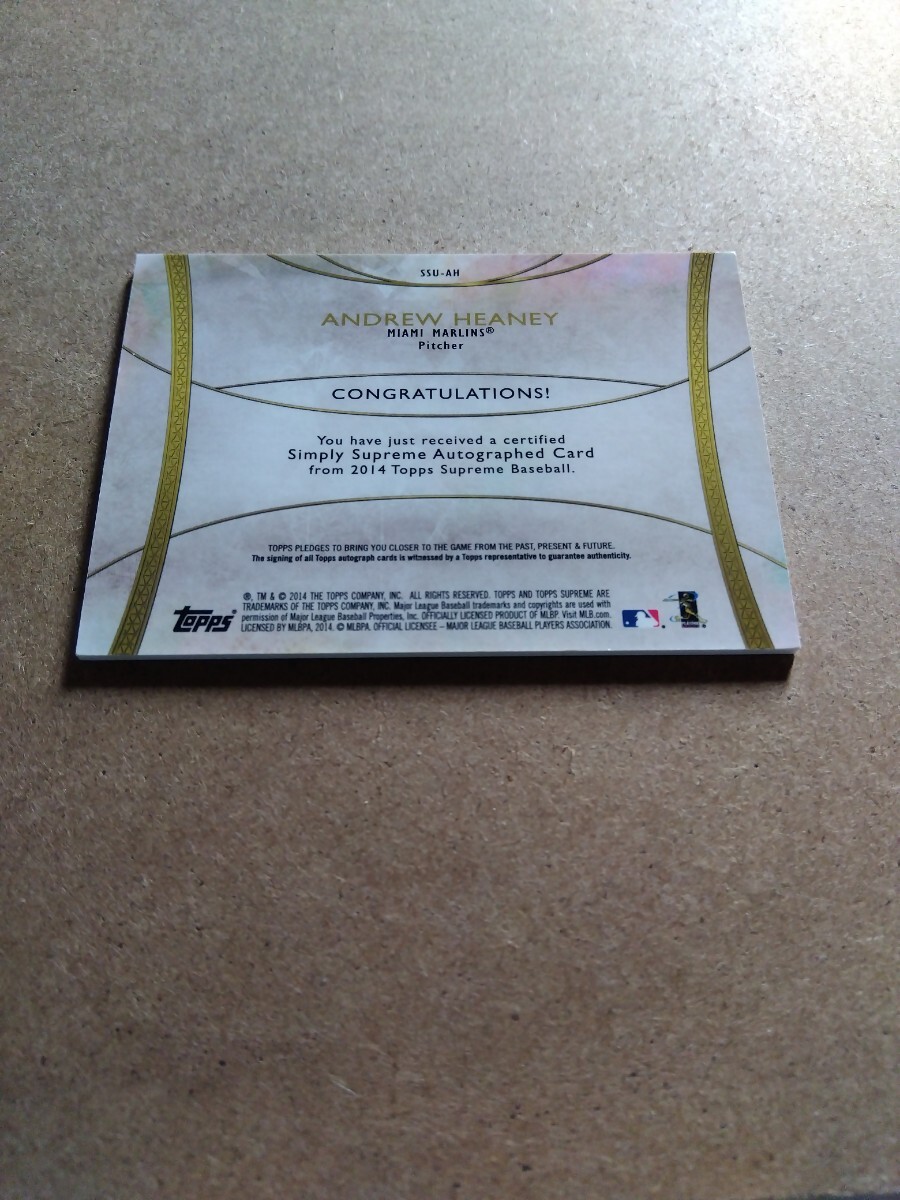 SSU-AH
ANDREW HEANEY
MIAMI MARLINS®
Pitcher
CONGRATULATIONS!
You have just received a certified
Simply Supreme Autographed Card
from 2014 Topps Supreme Baseball.
TOPPS PLEDGES TO BRING YOU CLOSER TO THE GAME FROM THE PAST, PRESENT & FUTURE.
The signing of all Topps autograph cards is witnessed by a Topps representative to guarantee authenticity.
topps®
®, TM & © 2014 THE TOPPS COMPANY, INC. ALL RIGHTS RESERVED. TOPPS AND TOPPS SUPREME ARE
TRADEMARKS OF THE TOPPS COMPANY, INC. Major League Baseball trademarks and copyrights are used with
permission of Major League Baseball Properties, Inc. OFFICIALLY LICENSED PRODUCT OF MLBP. Visit MLB.com.
LICENSED BY MLBPA, 2014. © MLBPA. OFFICIAL LICENSEE – MAJOR LEAGUE BASEBALL PLAYERS ASSOCIATION.